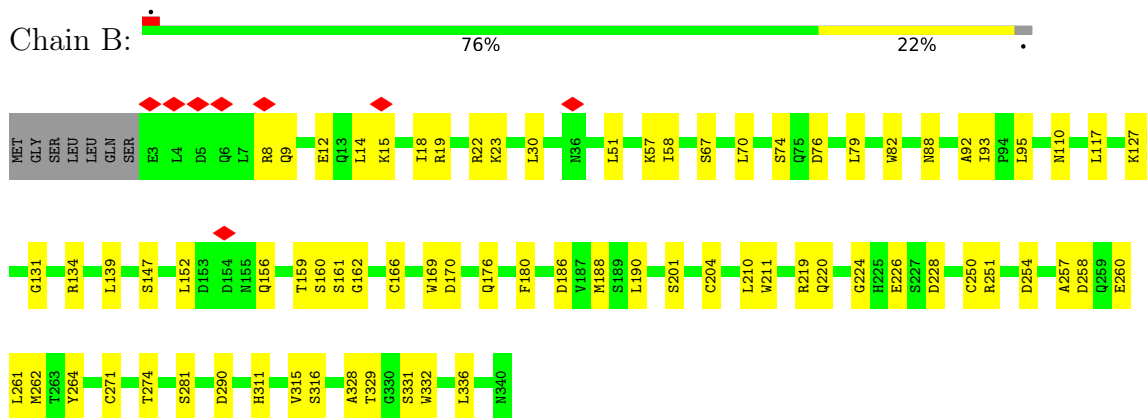 Chain B:
76%
22%
MET GLY SER LEU LEU GLN SER E3 L4 D5 Q6 L7 R8 Q9 E12 Q13 L14 K15 I18 R19 R22 K23 L30 N36 L51 K57 I58 S67 L70 S74 Q75 D76 L79 W82 N88 A92 I93 P94 L95 N110 L117 K127
G131 R134 L139 S147 L152 D153 D154 N155 Q156 T159 S160 S161 G162 C166 W169 D170 Q176 F180 D186 V187 M188 S189 L190 S201 C204 L210 W211 R219 Q220 G224 H225 E226 S227 D228 C250 R251 D254 A257 D258 Q259 E260
L261 M262 T263 Y264 C271 T274 S281 D290 H311 V315 S316 A328 T329 G330 S331 W332 L336 N340